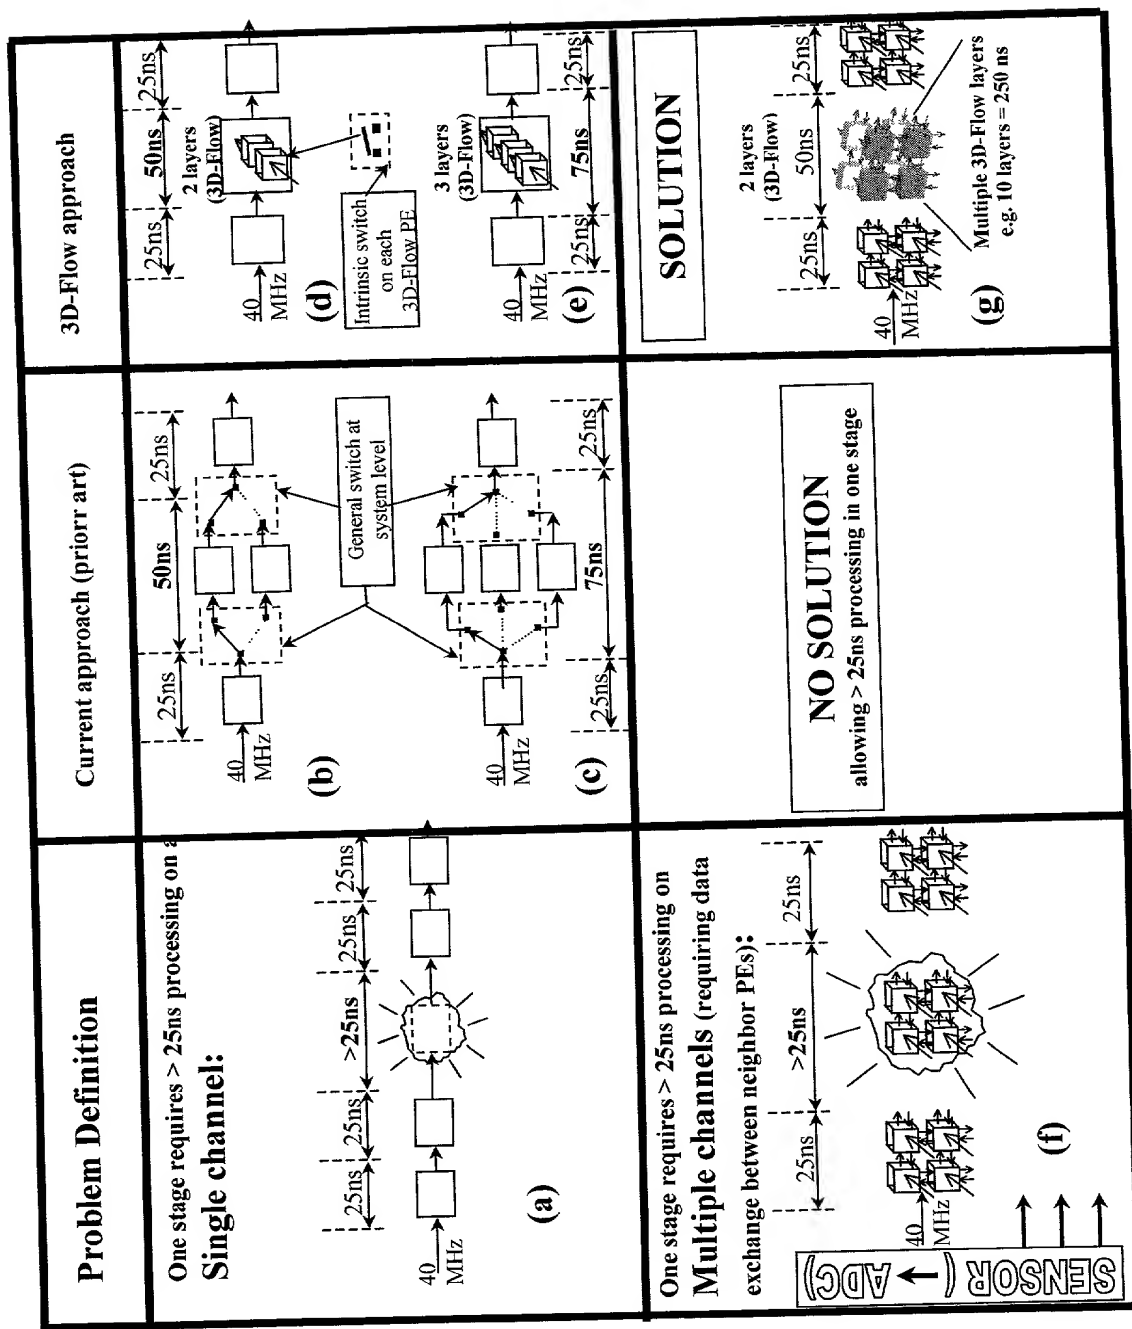 Problem Definition
Current approach (priorr art)
3D-Flow approach
One stage requires > 25ns processing on a
Single channel:
25ns
25ns
>25ns
25ns
25ns
40
MHz
(a)
25ns
50ns
25ns
40
MHz
(b)
General switch at
system level
40
MHz
(c)
25ns
75ns
25ns
25ns
50ns
25ns
2 layers
(3D-Flow)
40
MHz
(d)
Intrinsic switch
on each
3D-Flow PE
3 layers
(3D-Flow)
40
MHz
(e)
25ns
75ns
25ns
One stage requires > 25ns processing on
Multiple channels (requiring data
exchange between neighbor PEs):
25ns
>25ns
25ns
SENSOR (→ ADC)
40
MHz
(f)
NO SOLUTION
allowing > 25ns processing in one stage
SOLUTION
2 layers
(3D-Flow)
25ns
50ns
25ns
40
MHz
(g)
Multiple 3D-Flow layers
e.g. 10 layers = 250 ns